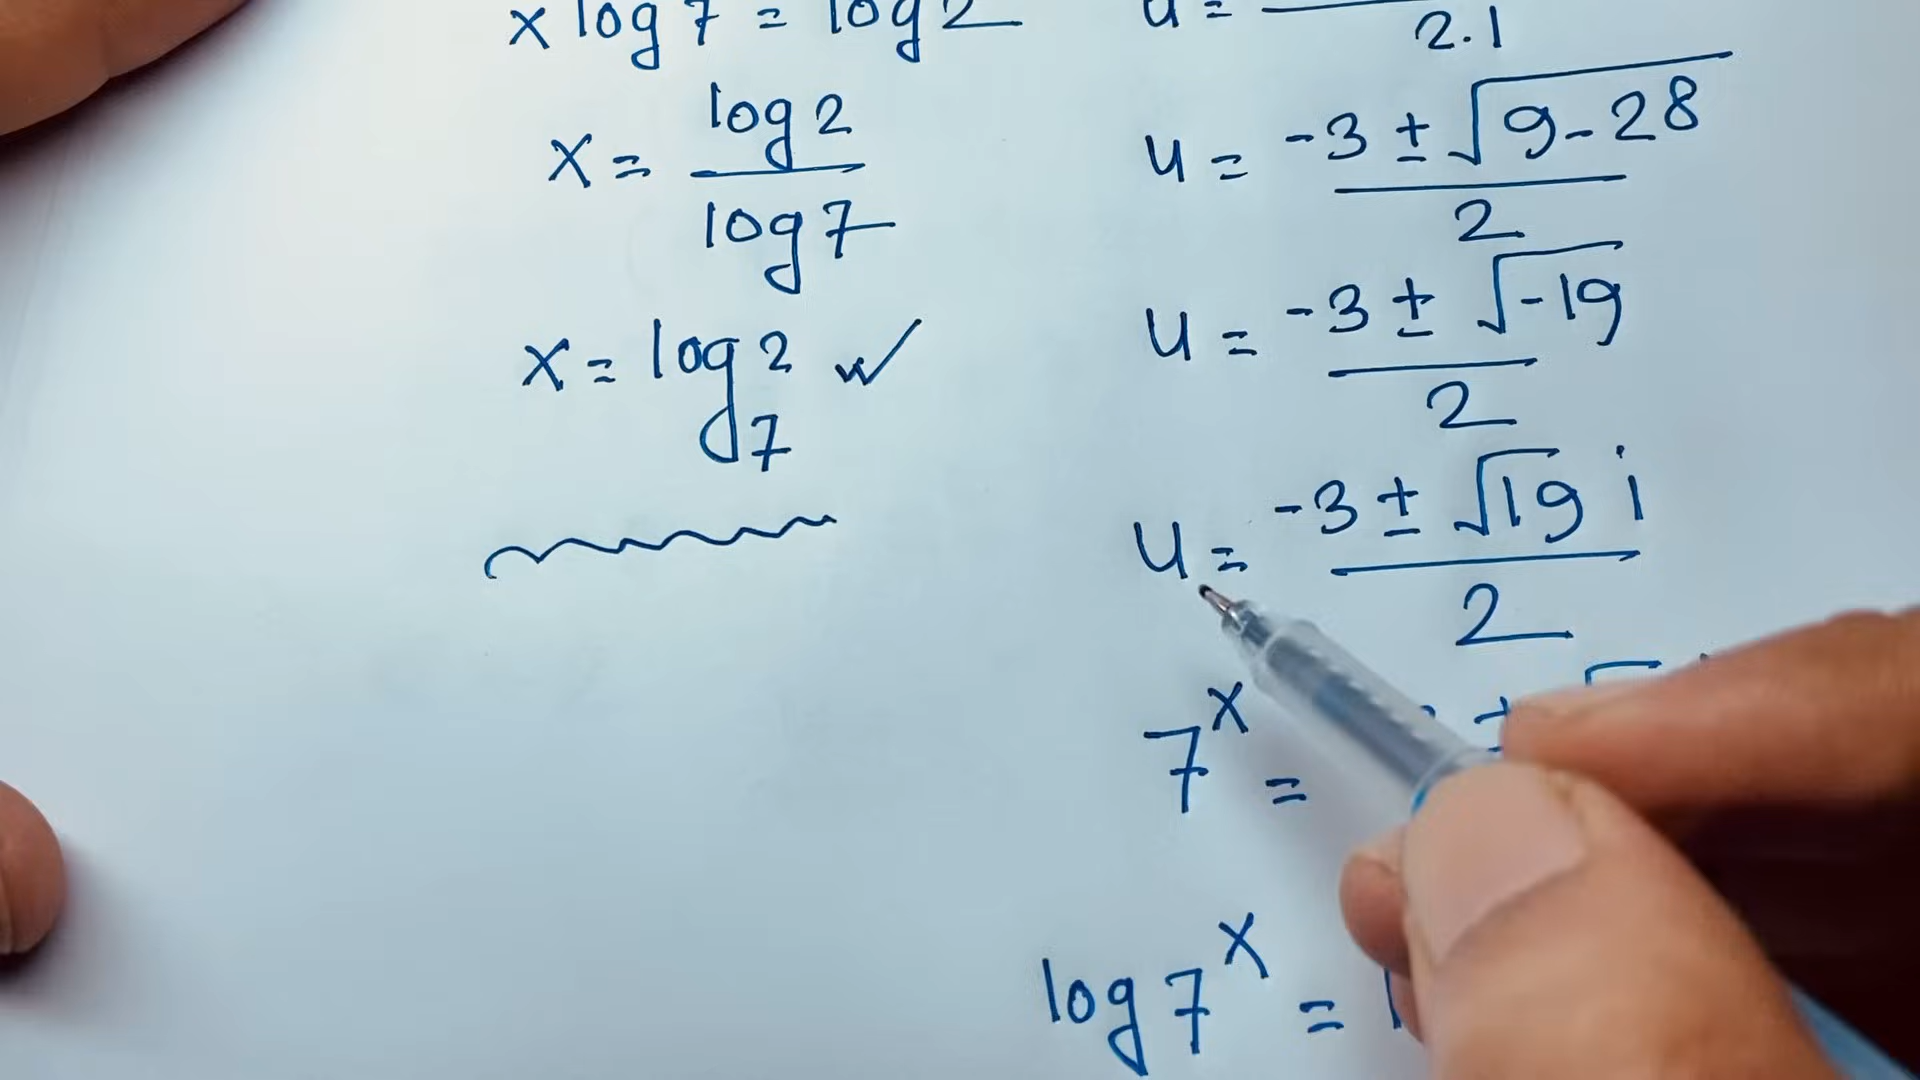 x log 7 = log 2
x = log 2 / log 7
x = log₇ 2 ✓
u = 2.1
u = -3 ± √9-28 / 2
u = -3 ± √-19 / 2
u = -3 ± √19 i / 2
7^x = ±
log 7^x =